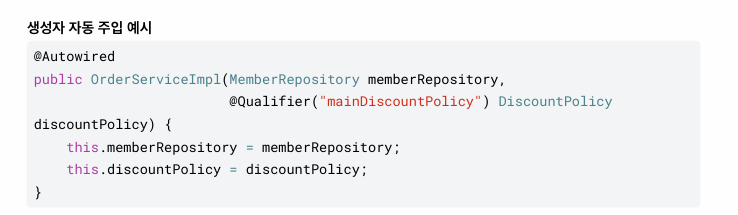 생성자 자동 주입 예시
@Autowired
public OrderServiceImpl(MemberRepository memberRepository,
                        @Qualifier("mainDiscountPolicy") DiscountPolicy
discountPolicy) {
    this.memberRepository = memberRepository;
    this.discountPolicy = discountPolicy;
}